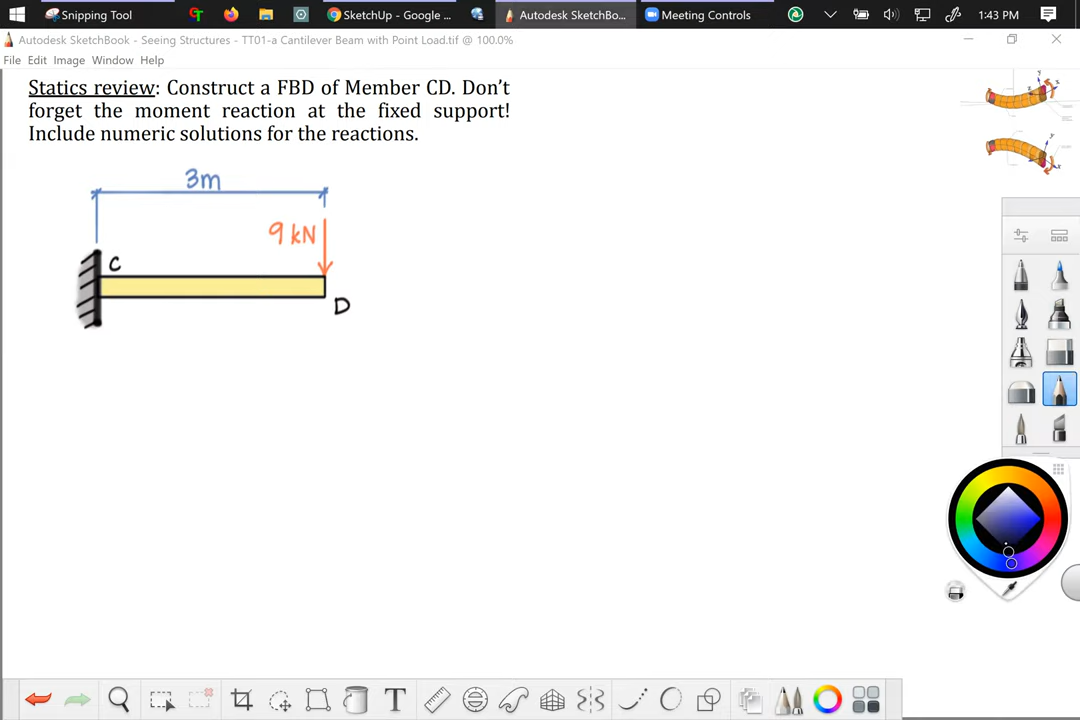 Snipping Tool
SketchUp - Google ...
Autodesk SketchBo...
Meeting Controls
1:43 PM
Autodesk SketchBook - Seeing Structures - TT01-a Cantilever Beam with Point Load.tif @ 100.0%
File Edit Image Window Help
Statics review: Construct a FBD of Member CD. Don't
forget the moment reaction at the fixed support!
Include numeric solutions for the reactions.
3m
9 kN
C
D
T